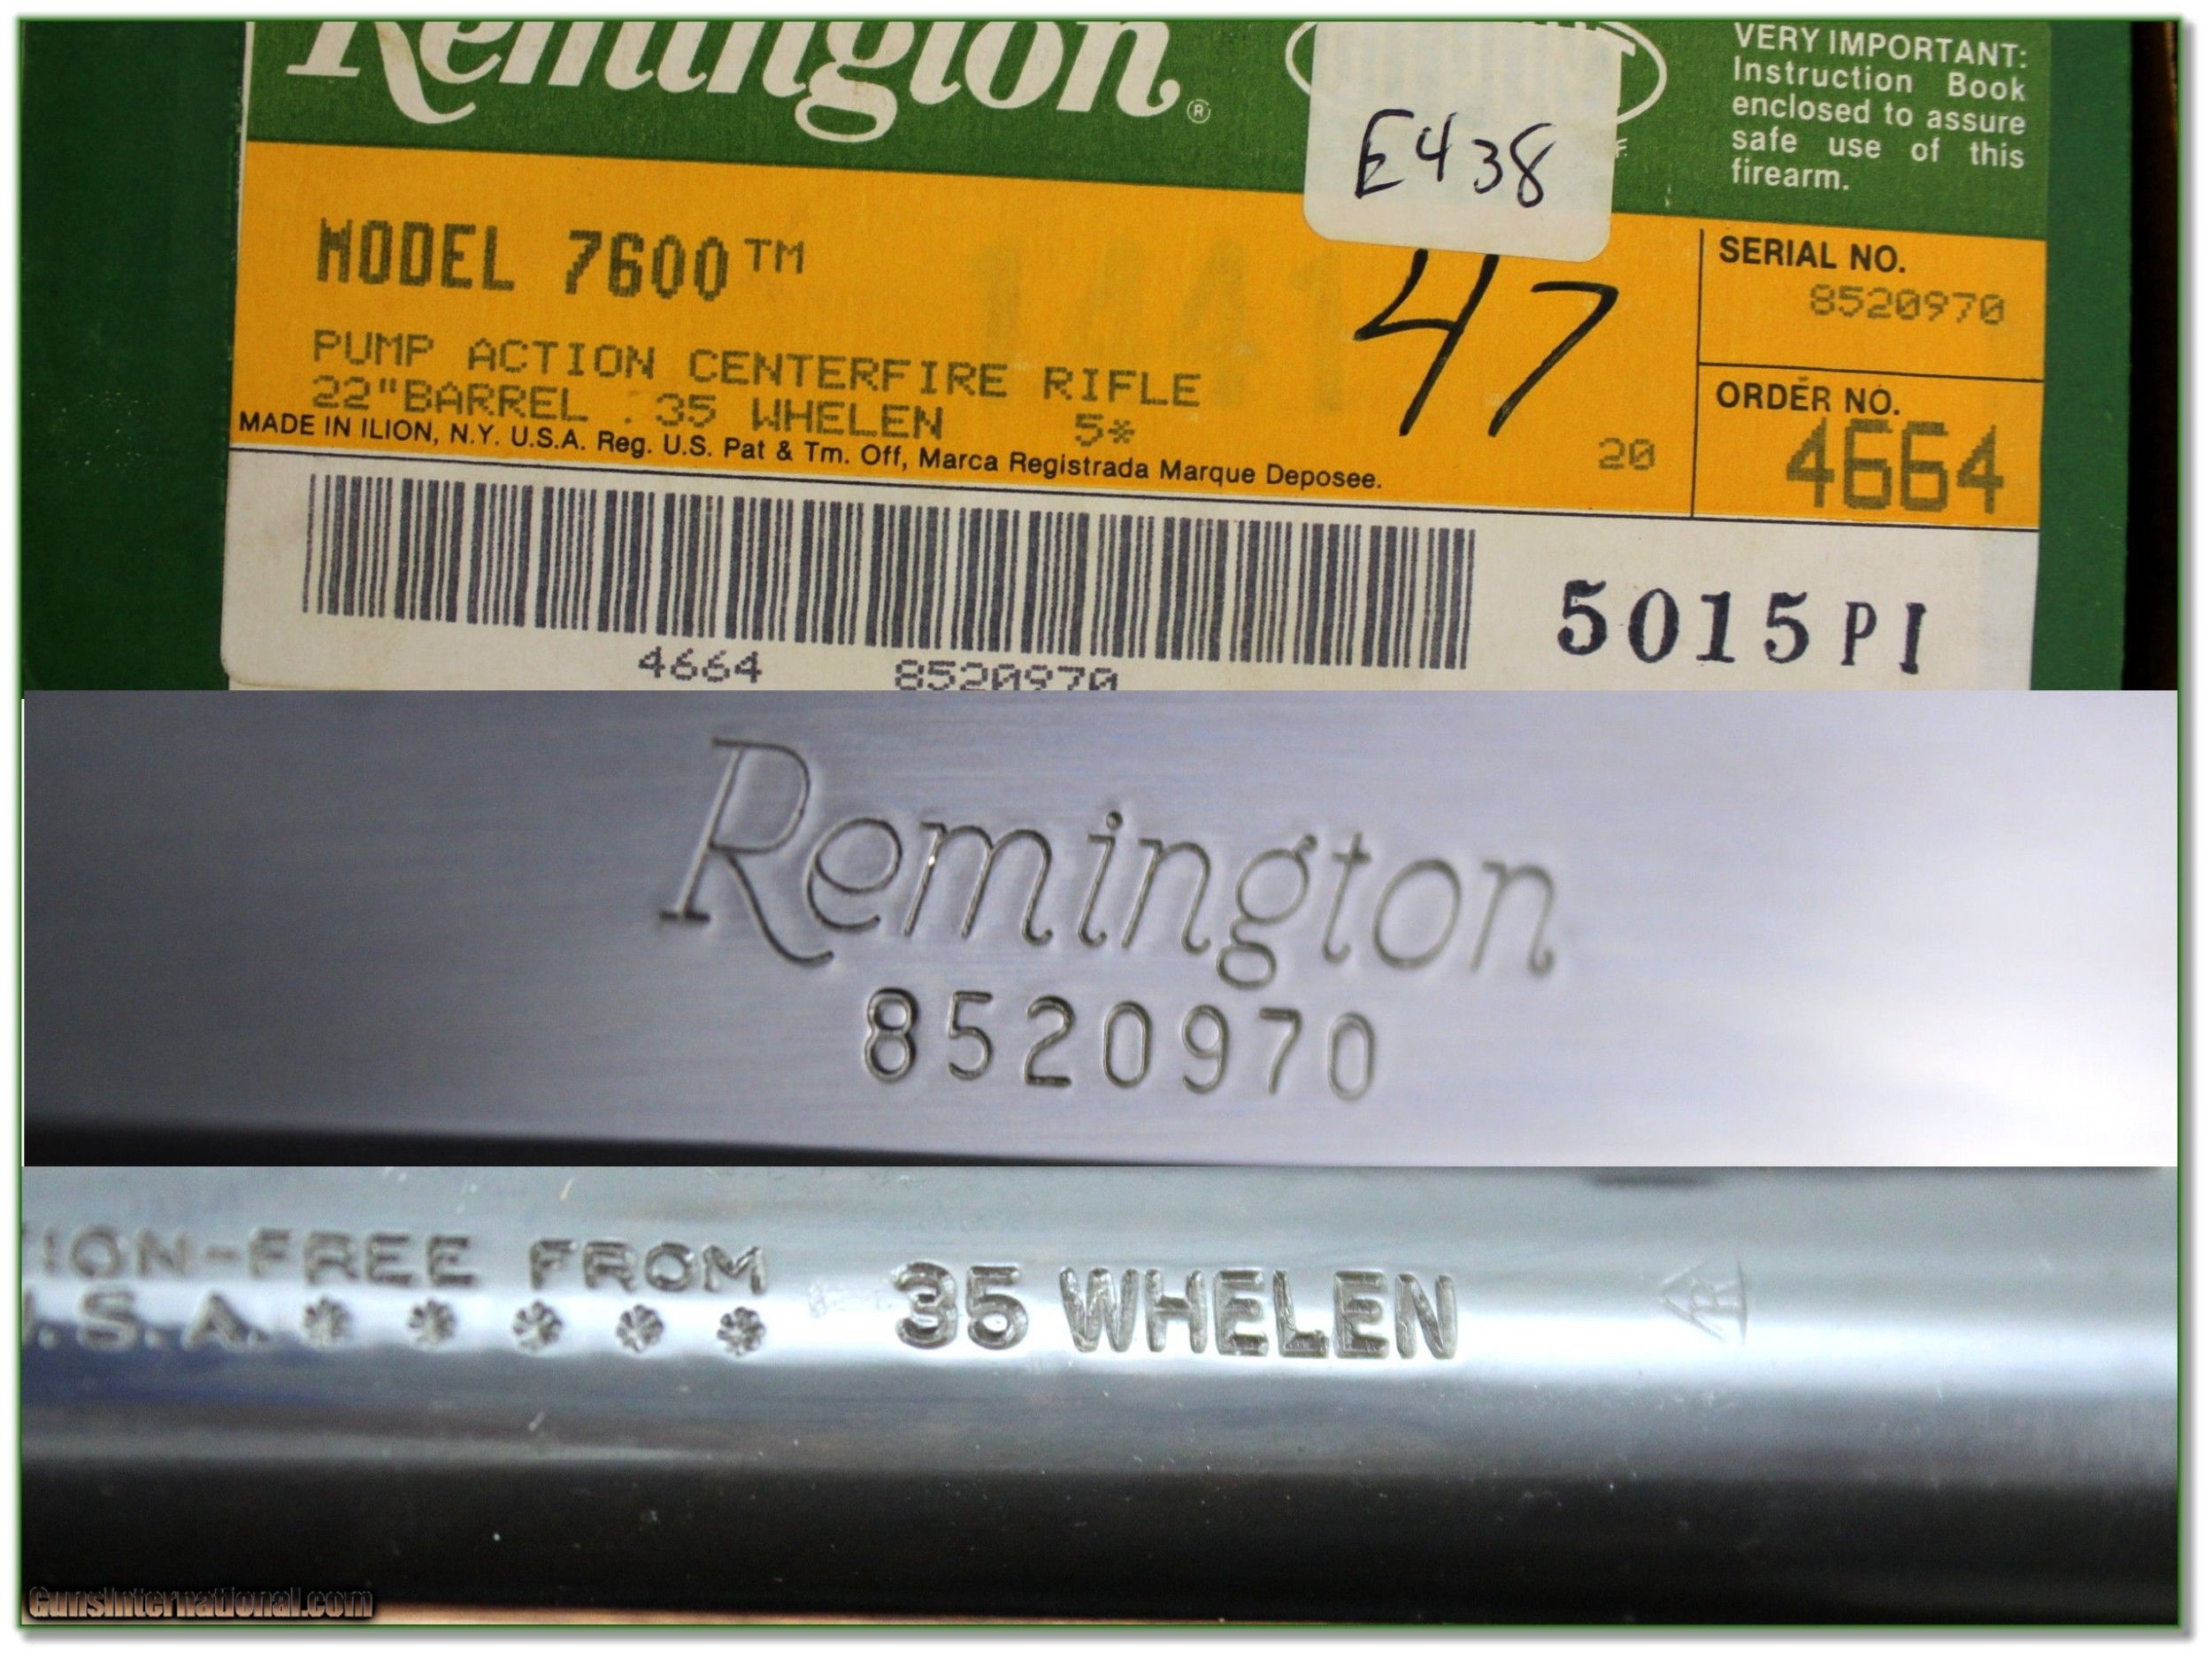 Remington®
E438
VERY IMPORTANT:
Instruction Book
enclosed to assure
safe use of this
firearm.
MODEL 7600™
47
SERIAL NO.
8520970
PUMP ACTION CENTERFIRE RIFLE
22"BARREL .35 WHELEN 5*
20
ORDER NO.
4664
MADE IN ILION, N.Y. U.S.A. Reg. U.S. Pat & Tm. Off, Marca Registrada Marque Deposee.
5015PI
4664 8520970
Remington
8520970
ION-FREE FROM
.S.A. * * * * *
35 WHELEN
R
GunsInternational.com